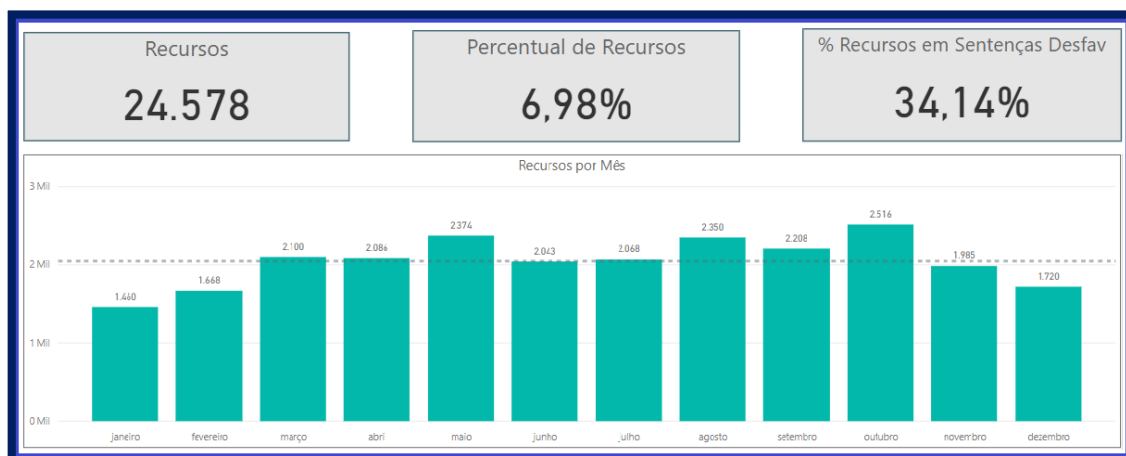 Recursos
24.578
Percentual de Recursos
6,98%
% Recursos em Sentenças Desfav
34,14%
Recursos por Mês
3 Mil
2 Mil
1 Mil
0 Mil
1.460
1.668
2.100
2.086
2.374
2.043
2.068
2.350
2.208
2.516
1.985
1.720
janeiro
fevereiro
março
abril
maio
junho
julho
agosto
setembro
outubro
novembro
dezembro